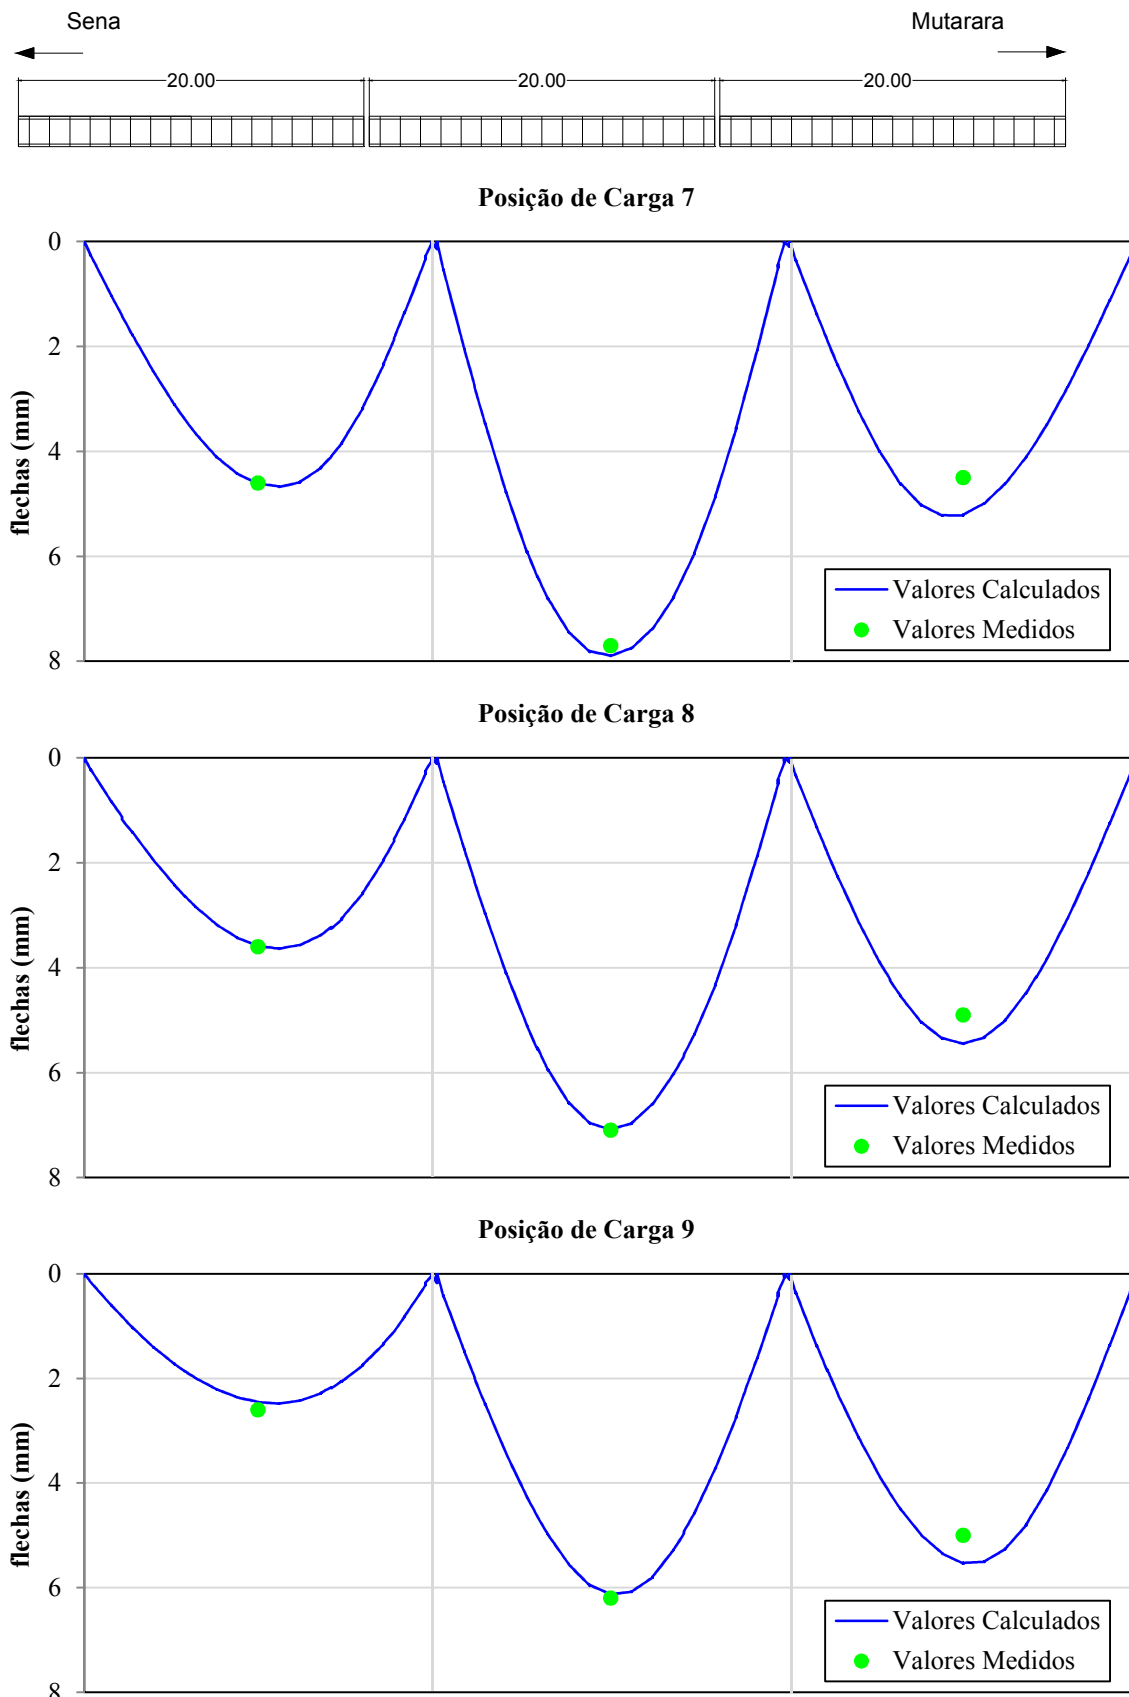 Sena Mutarara
20.00 20.00 20.00
Posição de Carga 7
0
2
4
6
8
flechas (mm)
Valores Calculados
Valores Medidos
Posição de Carga 8
0
2
4
6
8
flechas (mm)
Valores Calculados
Valores Medidos
Posição de Carga 9
0
2
4
6
8
flechas (mm)
Valores Calculados
Valores Medidos